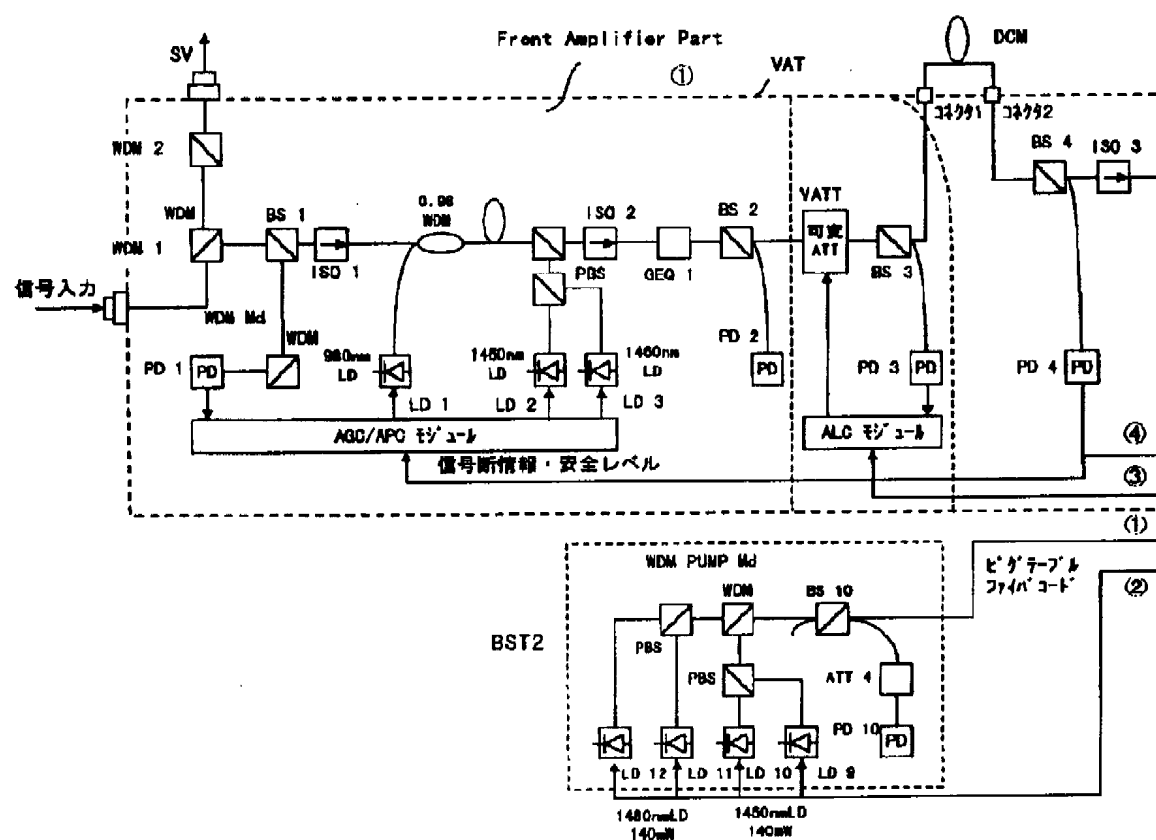 Front Amplifier Part
DCM
SV
①
VAT
コネクタ1
コネクタ2
WDM 2
BS 4
ISO 3
WDM
BS 1
0.98
WDM
ISO 2
BS 2
VATT
WDM 1
可変
ATT
ISO 1
PBS
GEQ 1
BS 3
信号入力
WDM Md
WDM
PD 2
PD 1
PD
980nm
LD
1460nm
LD
1460nm
LD
PD
PD 3
PD
PD 4
PD
LD 1
LD 2
LD 3
AGC/APC モジュール
ALC モジュール
④
信号断情報・安全レベル
③
①
WDM PUMP Md
ピグテーブル
ファイバコード
②
WDM
BS 10
BST2
PBS
PBS
ATT 4
PD 10
PD
LD 12
LD 11
LD 10
LD 9
1480nmLD
140mW
1450nmLD
140mW